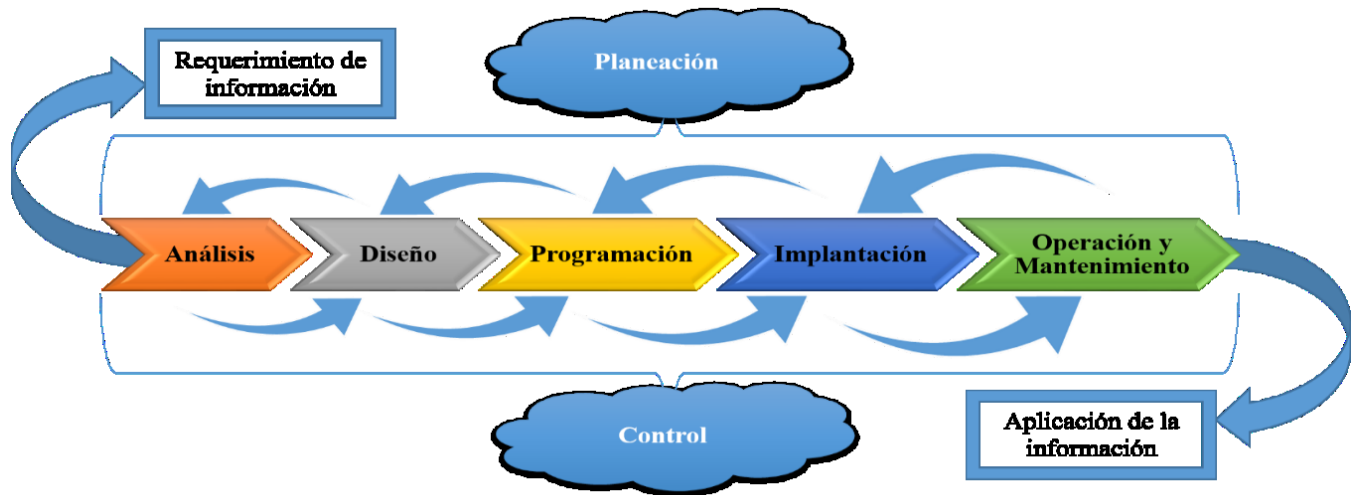 Requerimiento de
información
Planeación
Análisis
Diseño
Programación
Implantación
Operación y
Mantenimiento
Control
Aplicación de la
información